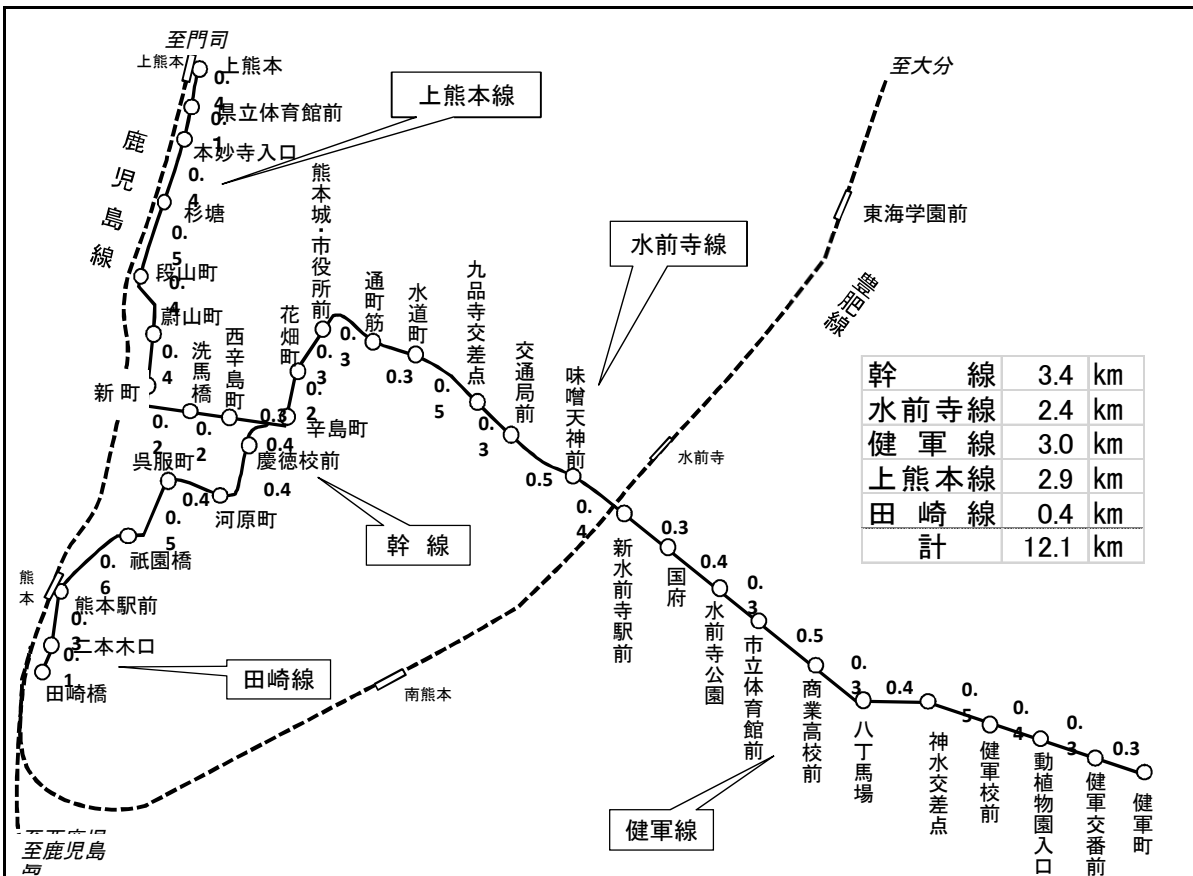 至門司
上熊本
上熊本
0.4
県立体育館前
0.1
本妙寺入口
0.4
杉塘
0.5
段山町
0.4
蔚山町
0.4
新町
0.2
洗馬橋
0.2
西辛島町
0.3
鹿児島線
上熊本線
熊本城・市役所前
花畑町
0.3
0.2
辛島町
0.4
慶徳校前
0.4
河原町
0.4
呉服町
0.5
祇園橋
0.6
熊本
熊本駅前
0.3
二本木口
0.1
田崎橋
田崎線
幹線
0.3
通町筋
0.3
水道町
0.5
九品寺交差点
0.3
交通局前
0.5
味噌天神前
0.4
水前寺線
新水前寺駅前
0.3
国府
0.4
水前寺公園
0.3
市立体育館前
0.5
商業高校前
0.3
八丁馬場
0.4
神水交差点
0.5
健軍校前
0.4
動植物園入口
0.3
健軍交番前
0.3
健軍町
健軍線
至大分
東海学園前
豊肥線
水前寺
南熊本
至鹿児島
島
幹線 3.4 km
水前寺線 2.4 km
健軍線 3.0 km
上熊本線 2.9 km
田崎線 0.4 km
計 12.1 km